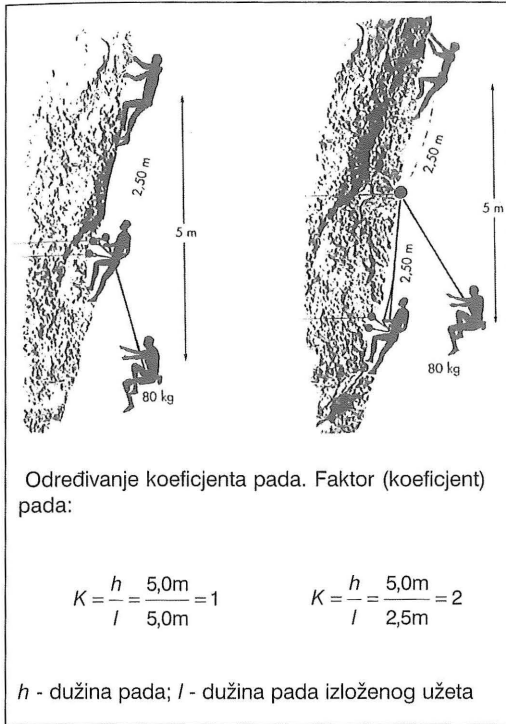 2,50 m
5 m
80 kg
2,50 m
5 m
2,50 m
80 kg
Određivanje koeficjenta pada. Faktor (koeficjent)
pada:
K = h/l = 5,0m/5,0m = 1
K = h/l = 5,0m/2,5m = 2
h - dužina pada; l - dužina pada izloženog užeta